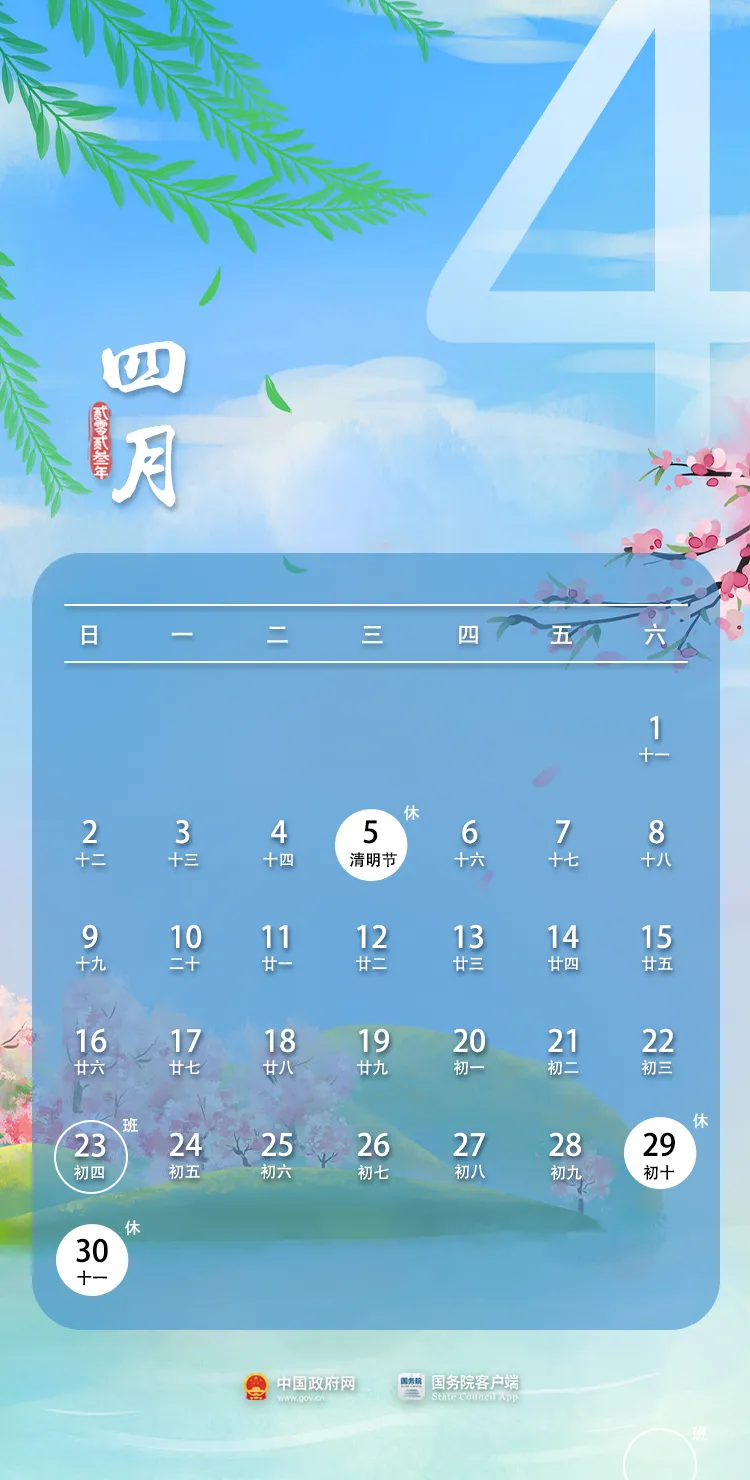 4
四月
贰零贰叁年
日 一 二 三 四 五 六
1
十一
休
2 3 4 5 6 7 8
十二 十三 十四 清明节 十六 十七 十八
9 10 11 12 13 14 15
十九 二十 廿一 廿二 廿三 廿四 廿五
16 17 18 19 20 21 22
廿六 廿七 廿八 廿九 初一 初二 初三
班 休
23 24 25 26 27 28 29
初四 初五 初六 初七 初八 初九 初十
休
30
十一
中国政府网 国务院客户端
www.gov.cn State Council App
国务院
班